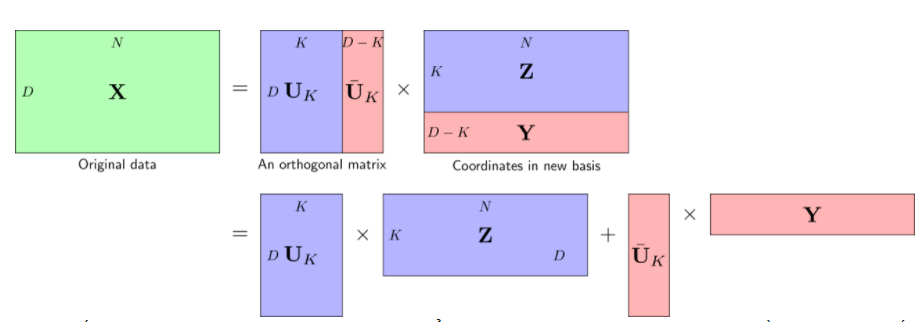 N K D − K N
D X = D U_K Ū_K × K Z
D − K Y
Original data An orthogonal matrix Coordinates in new basis
K N
= D U_K × K Z D + Ū_K × Y